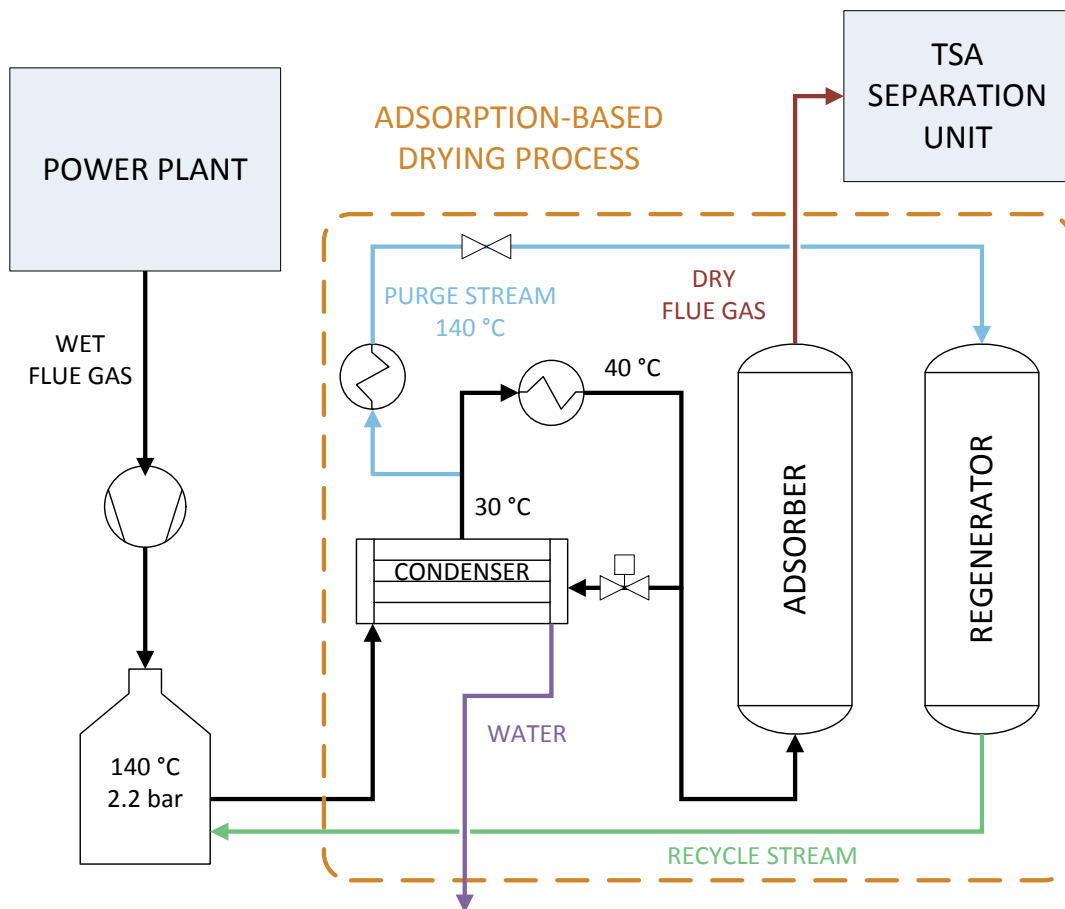 TSA
SEPARATION
UNIT
POWER PLANT
ADSORPTION-BASED
DRYING PROCESS
PURGE STREAM
140 °C
DRY
FLUE GAS
WET
FLUE GAS
40 °C
30 °C
CONDENSER
ADSORBER
REGENERATOR
WATER
140 °C
2.2 bar
RECYCLE STREAM